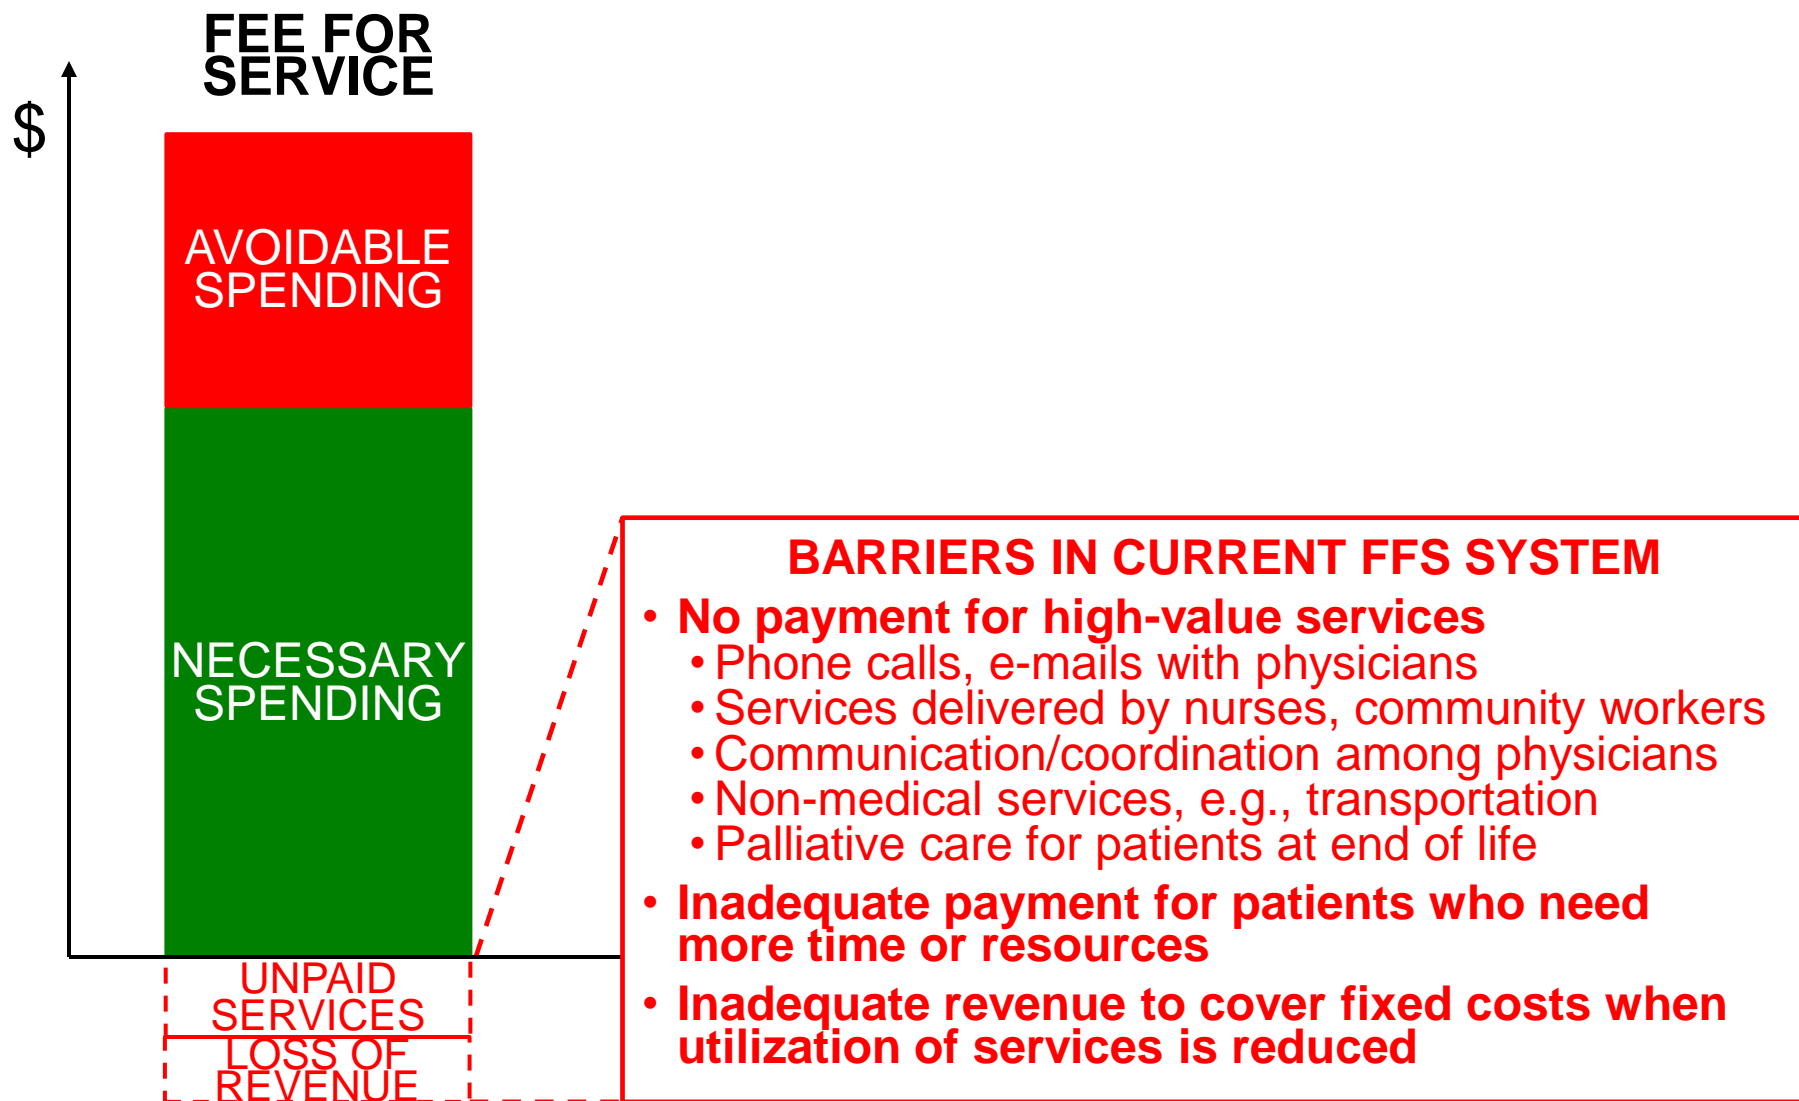 FEE FOR
SERVICE
$
AVOIDABLE
SPENDING
NECESSARY
SPENDING
UNPAID
SERVICES
LOSS OF
REVENUE
BARRIERS IN CURRENT FFS SYSTEM
• No payment for high-value services
• Phone calls, e-mails with physicians
• Services delivered by nurses, community workers
• Communication/coordination among physicians
• Non-medical services, e.g., transportation
• Palliative care for patients at end of life
• Inadequate payment for patients who need
more time or resources
• Inadequate revenue to cover fixed costs when
utilization of services is reduced